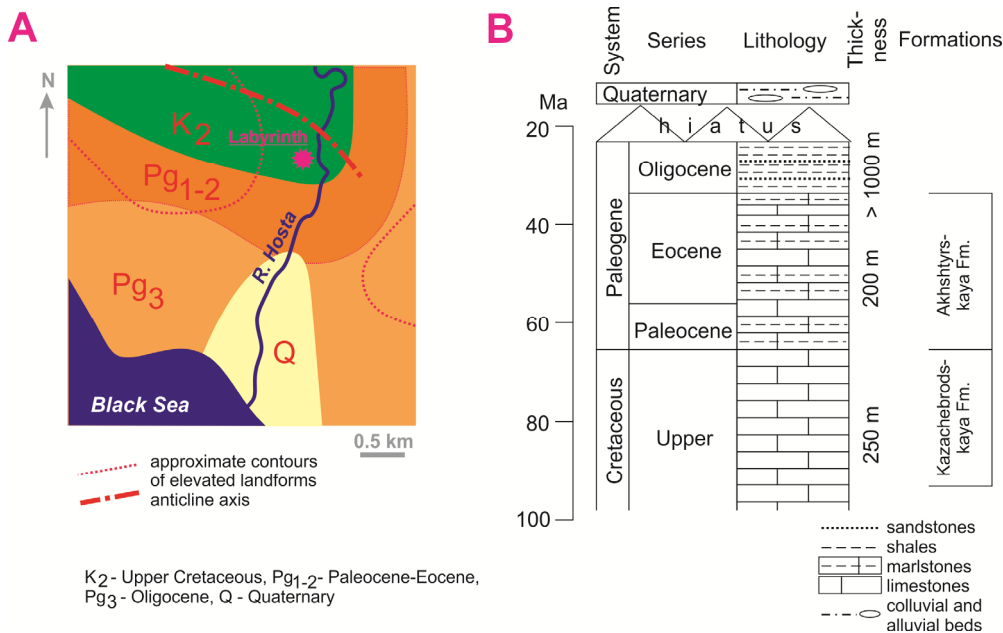 A
N
K2
Labyrinth
Pg1-2
R. Hosta
Pg3
Q
Black Sea
0.5 km
approximate contours
of elevated landforms
anticline axis
K2 - Upper Cretaceous, Pg1-2- Paleocene-Eocene,
Pg3 - Oligocene, Q - Quaternary
B
System
Series
Lithology
Thick-
ness
Formations
Ma
Quaternary
hiatus
20
Oligocene
> 1000 m
40
Paleogene
Eocene
200 m
Akhshtyrs-
kaya Fm.
60
Paleocene
80
Cretaceous
Upper
250 m
Kazachebrods-
kaya Fm.
100
sandstones
shales
marlstones
limestones
colluvial and
alluvial beds